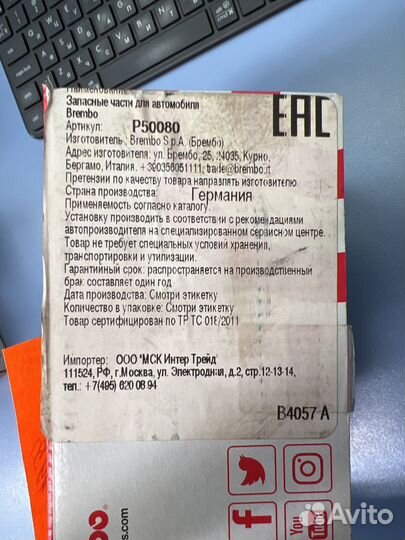 Наименование
Запасные части для автомобиля
Brembo
Артикул: P50080
Изготовитель: Brembo S.p.A. (Брембо)
Адрес изготовителя: ул. Брембо, 25, 24035, Курно,
Бергамо, Италия. +390356051111, trade@brembo.it
Претензии по качеству товара направлять изготовителю.
Страна производства: Германия
Применяемость согласно каталогу.
Установку производить в соответствии с рекомендациями
автопроизводителя на специализированном сервисном центре.
Товар не требует специальных условий хранения,
транспортировки и утилизации.
Гарантийный срок: распространяется на производственный
брак составляет один год
Дата производства: Смотри этикетку
Количество в упаковке: Смотри этикетку
Товар сертифицирован по ТР ТС 018/2011
EAC
Импортер: ООО "МСК Интер Трейд"
111524, РФ, г.Москва, ул. Электродная, д.2, стр.12-13-14,
тел.: +7(495) 620 08 94
B4057 A
s.com
You
Tube
Avito